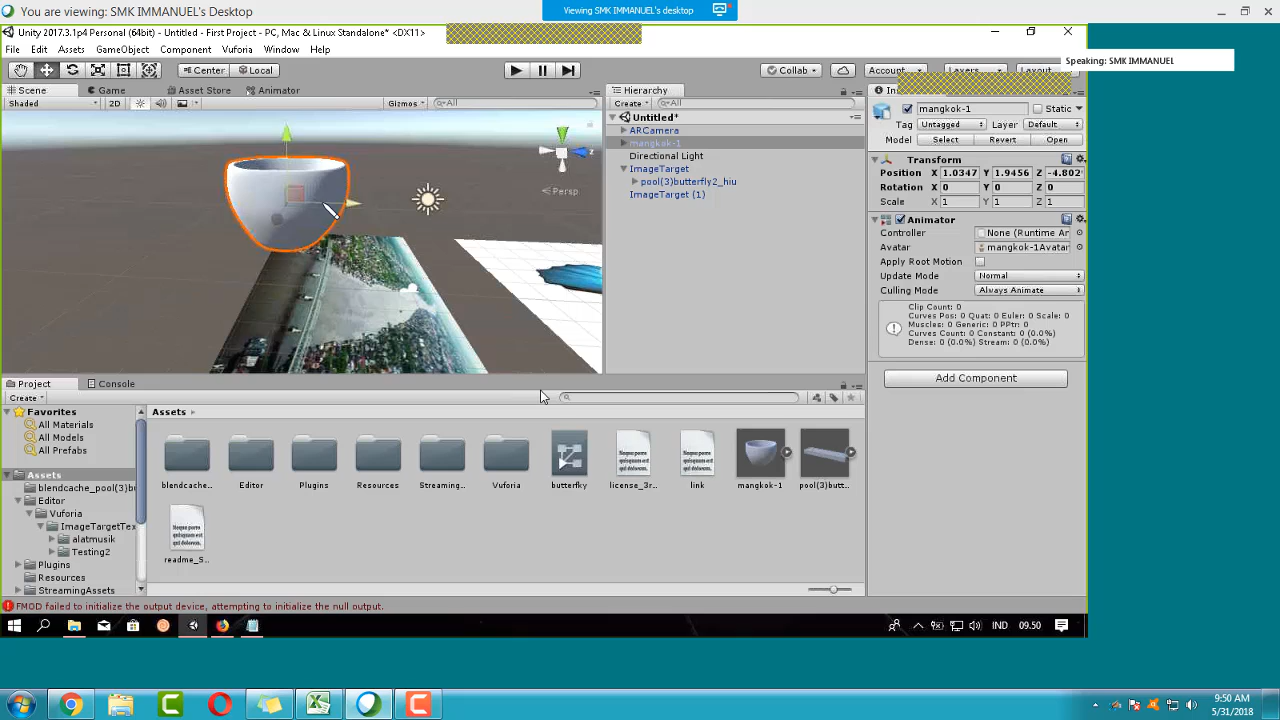 You are viewing: SMK IMMANUEL's Desktop
Viewing SMK IMMANUEL's desktop
Unity 2017.3.1p4 Personal (64bit) - Untitled - First Project - PC, Mac & Linux Standalone* <DX11>
File Edit Assets GameObject Component Vuforia Window Help
Speaking: SMK IMMANUEL
Center Local Collab Account Layers Layout
Scene Game Asset Store Animator Hierarchy
Shaded 2D Gizmos All Create All
mangkok-1 Static
Untitled*
Tag Untagged Layer Default
ARCamera
Model Select Revert Open
mangkok-1
Directional Light
Transform
ImageTarget
Position X 1.0347 Y 1.9456 Z -4.802
pool(3)butterfly2_hiu
Rotation X 0 Y 0 Z 0
ImageTarget (1)
Scale X 1 Y 1 Z 1
z
Persp
Animator
Controller None (Runtime Ar
Avatar mangkok-1Avatar
Apply Root Motion
Update Mode Normal
Culling Mode Always Animate
Clip Count: 0
Curves Pos: 0 Quat: 0 Euler: 0 Scale: 0
Muscles: 0 Generic: 0 PPtr: 0
Curves Count: 0 Constant: 0 (0.0%)
Dense: 0 (0.0%) Stream: 0 (0.0%)
Add Component
Project Console
Create
Favorites
All Materials
All Models
All Prefabs
Assets
blendcache_pool(3)bu
Editor
Vuforia
ImageTargetTex
alatmusik
Testing2
Plugins
Resources
StreamingAssets
Assets
blendcache... Editor Plugins Resources Streaming... Vuforia butterfky license_3r... link mangkok-1 pool(3)butt...
readme_S...
FMOD failed to initialize the output device, attempting to initialize the null output.
IND 09.50
9:50 AM
5/31/2018